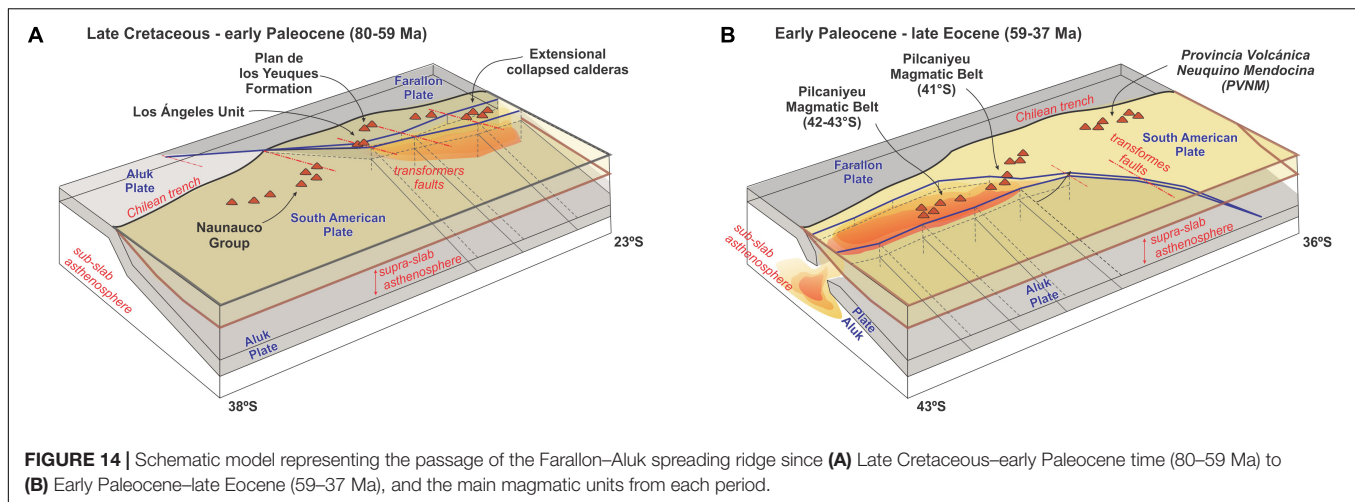 A
Late Cretaceous - early Paleocene (80-59 Ma)
Plan de
los Yeuques
Formation
Extensional
collapsed calderas
Farallon
Plate
Los Ángeles Unit
Aluk
Plate
Chilean trench
transformers
faults
Naunauco
Group
South American
Plate
23ºS
sub-slab
asthenosphere
supra-slab
asthenosphere
Aluk
Plate
38ºS
B
Early Paleocene - late Eocene (59-37 Ma)
Pilcaniyeu
Magmatic Belt
(41°S)
Provincia Volcánica
Neuquino Mendocina
(PVNM)
Pilcaniyeu
Magmatic Belt
(42-43°S)
Chilean trench
South American
Plate
Farallon
Plate
transformes
faults
36ºS
sub-slab
asthenosphere
supra-slab
asthenosphere
Aluk
Plate
Plate
Aluk
43ºS
FIGURE 14 | Schematic model representing the passage of the Farallon–Aluk spreading ridge since (A) Late Cretaceous–early Paleocene time (80–59 Ma) to
(B) Early Paleocene–late Eocene (59–37 Ma), and the main magmatic units from each period.